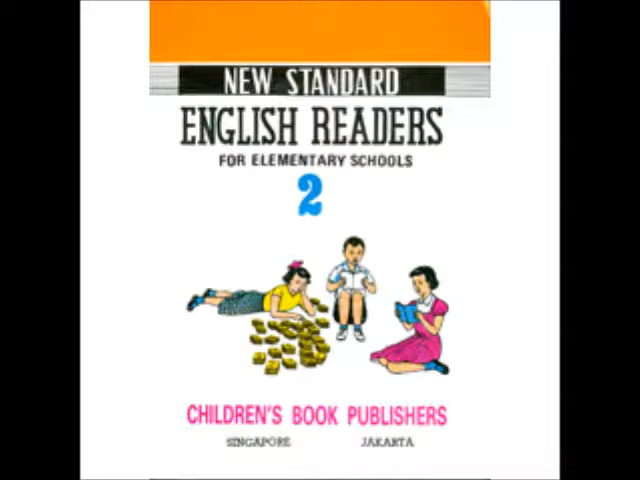 NEW STANDARD
ENGLISH READERS
FOR ELEMENTARY SCHOOLS
2
CHILDREN'S BOOK PUBLISHERS
SINGAPORE JAKARTA